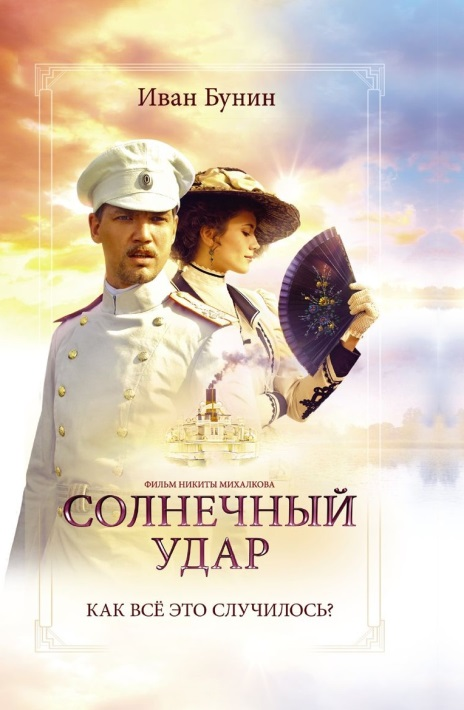 Иван Бунин
ФИЛЬМ НИКИТЫ МИХАЛКОВА
СОЛНЕЧНЫЙ
УДАР
КАК ВСЁ ЭТО СЛУЧИЛОСЬ?